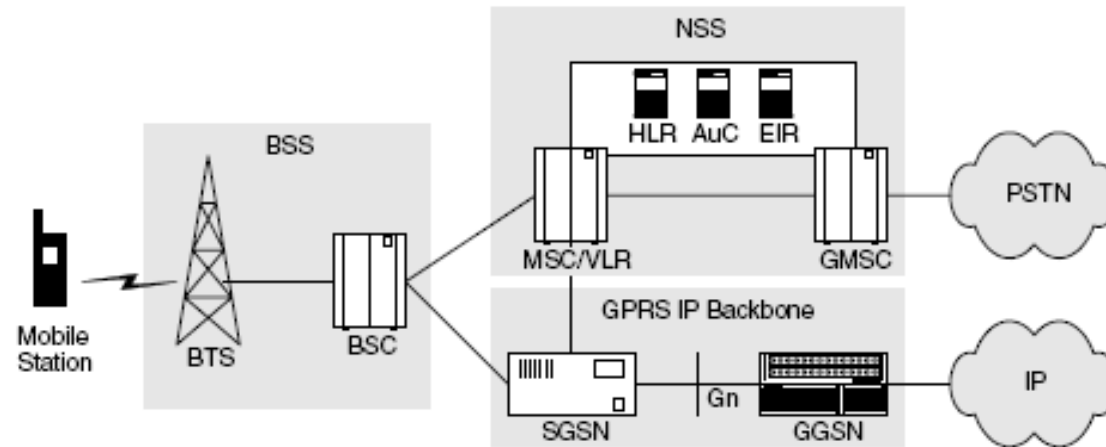 NSS
HLR AuC EIR
BSS
PSTN
MSC/VLR
GMSC
Mobile
Station
BTS
BSC
GPRS IP Backbone
Gn
IP
SGSN
GGSN